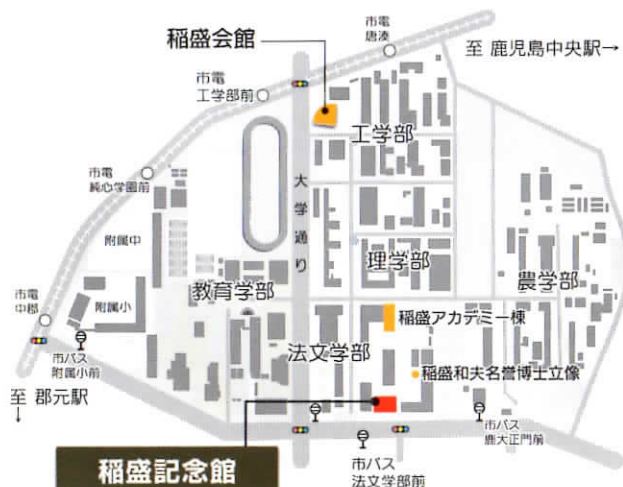 稲盛会館
市電
唐湊
至 鹿児島中央駅→
市電
工学部前
工学部
市電
純心学園前
大学通り
附属中
理学部
教育学部
農学部
附属小
市電
中郡
稲盛アカデミー棟
法文学部
市バス
附属小前
稲盛和夫名誉博士立像
至 郡元駅
↓
市バス
鹿大正門前
稲盛記念館
市バス
法文学部前